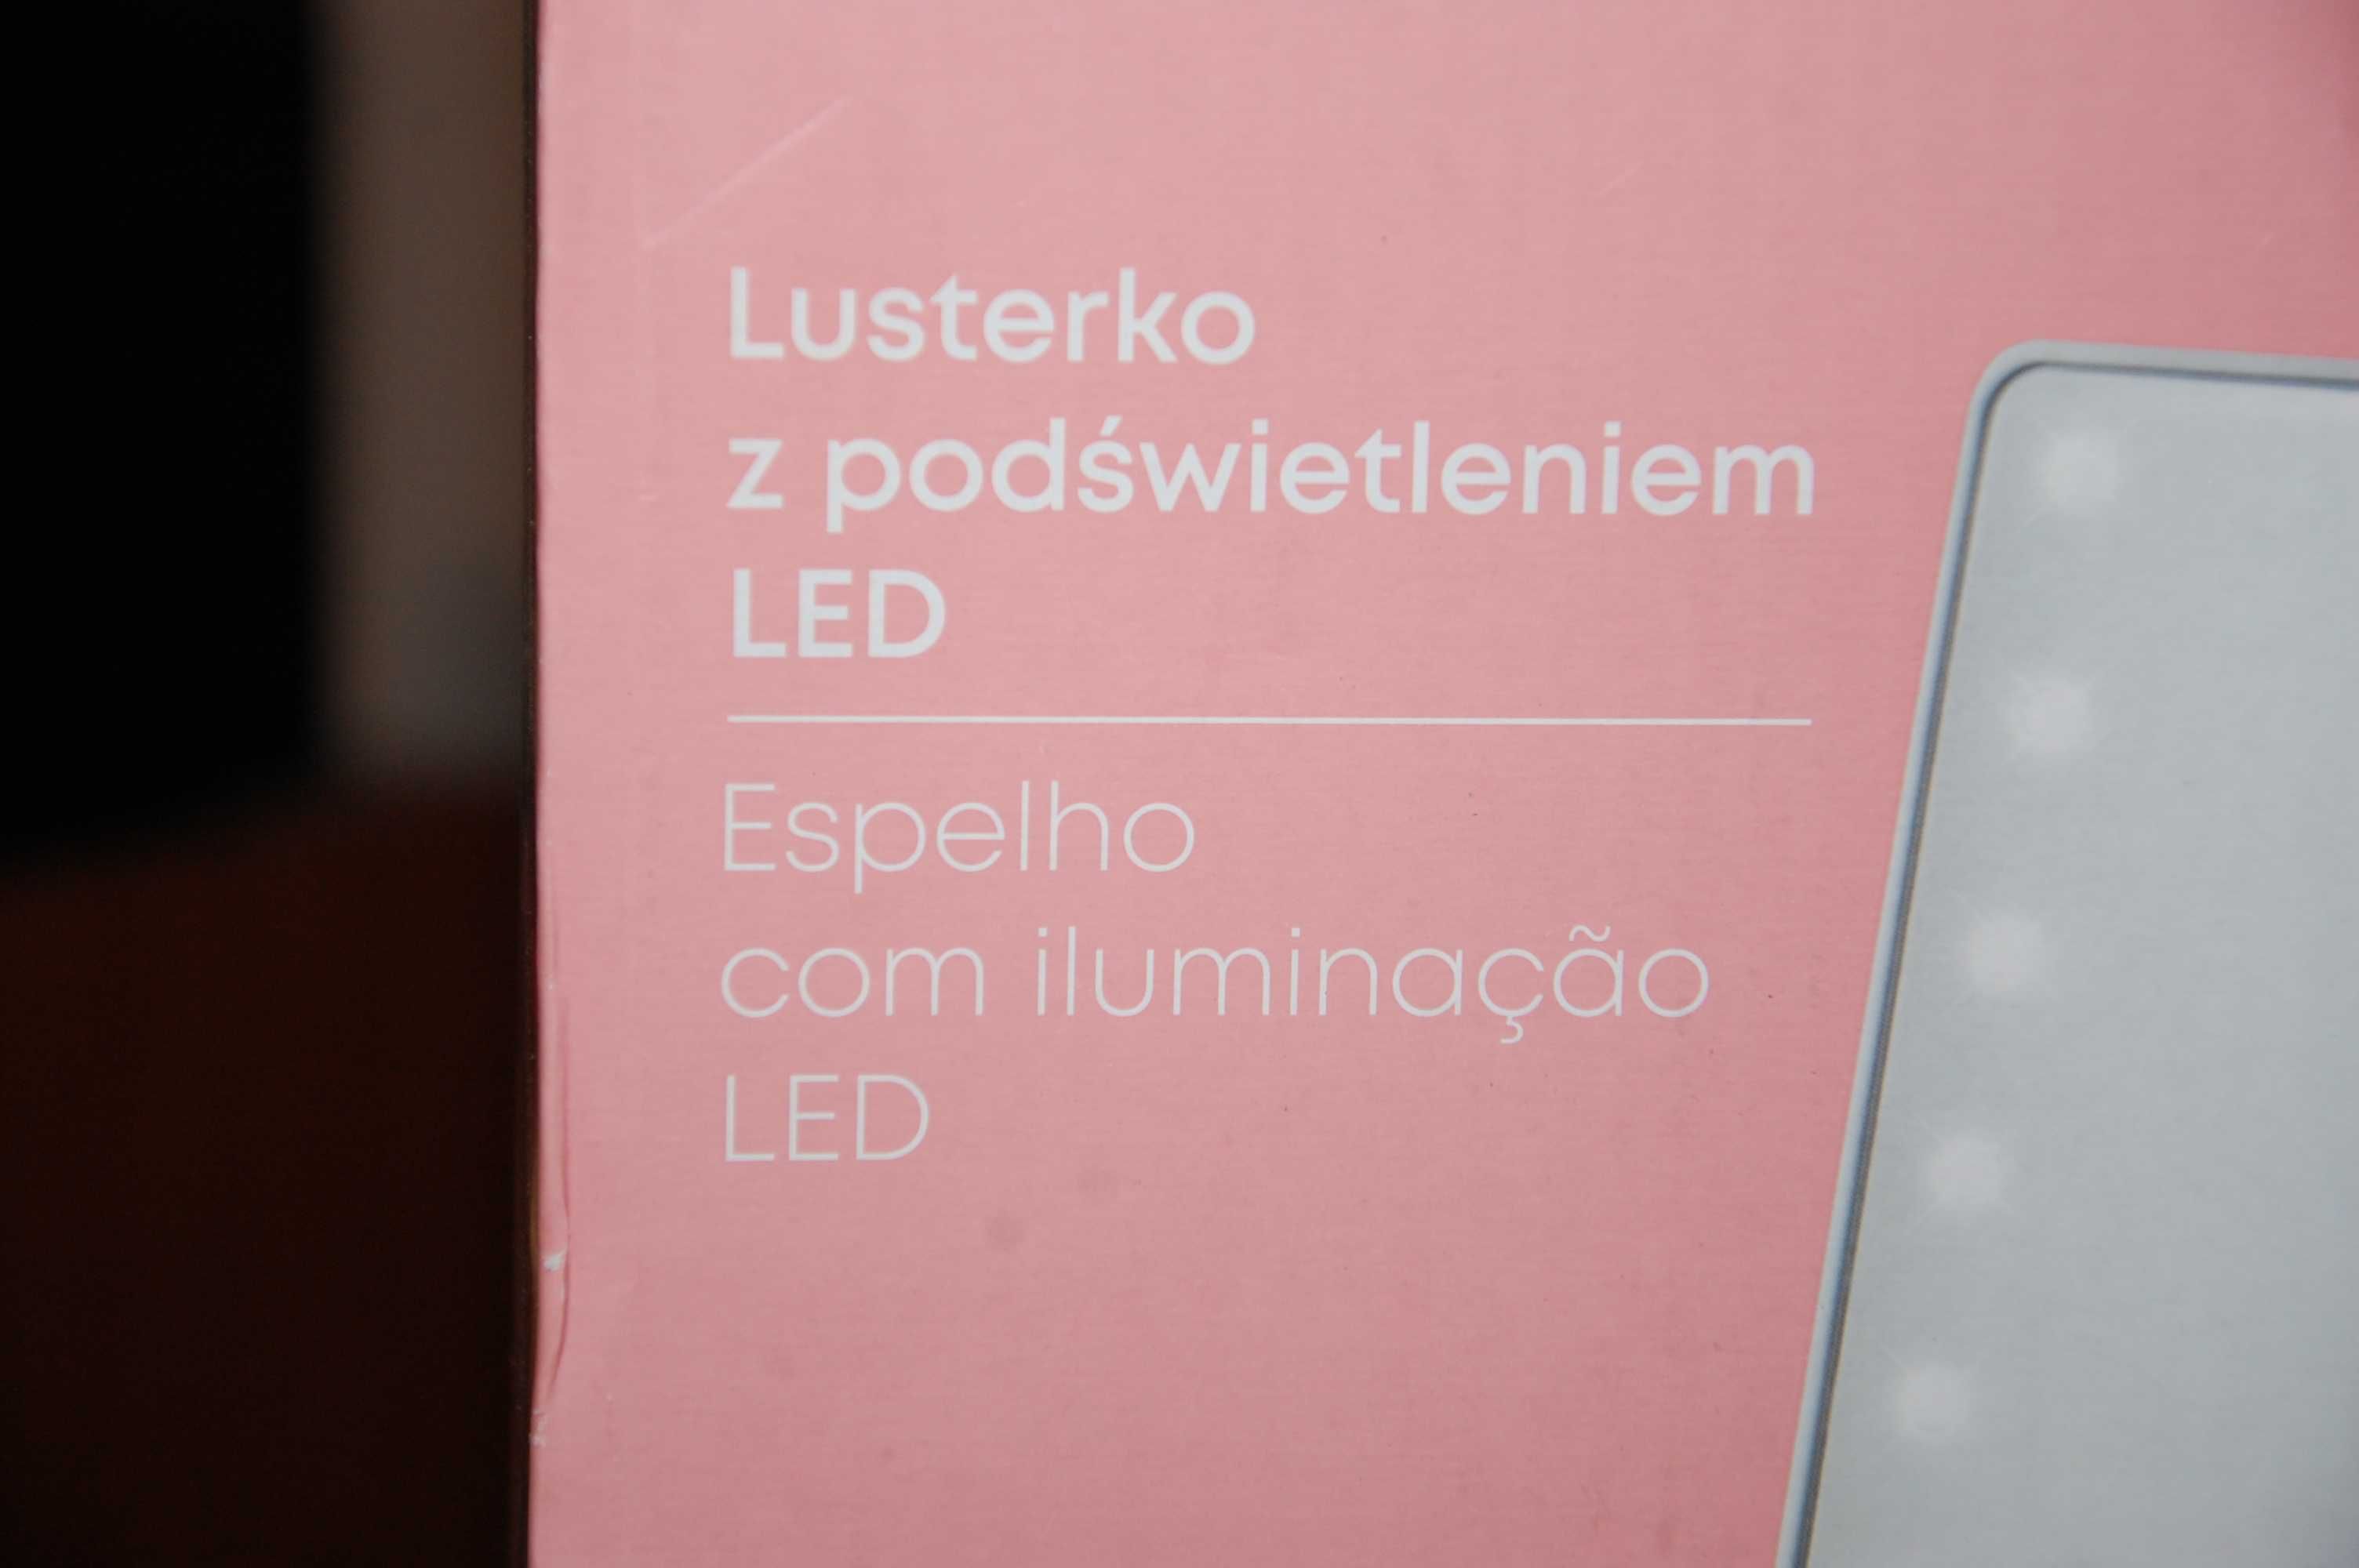 Lusterko
z podświetleniem
LED
Espelho
com iluminação
LED